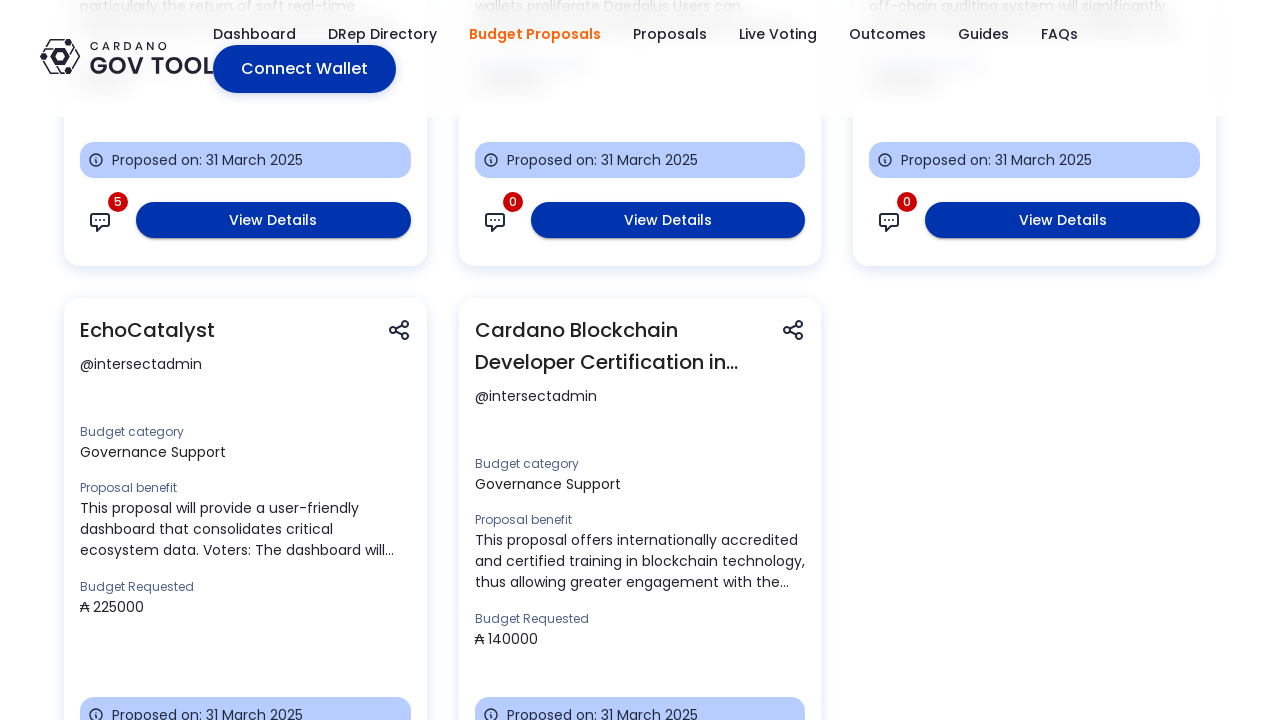 particularly the return of soft real-time
wallets proliferate Daedalus Users can
off-chain auditing system will significantly
CARDANO
GOV TOOL
Dashboard
DRep Directory
Budget Proposals
Proposals
Live Voting
Outcomes
Guides
FAQs
Connect Wallet
Proposed on: 31 March 2025
Proposed on: 31 March 2025
Proposed on: 31 March 2025
5
View Details
0
View Details
0
View Details
EchoCatalyst
@intersectadmin
Budget category
Governance Support
Proposal benefit
This proposal will provide a user-friendly
dashboard that consolidates critical
ecosystem data. Voters: The dashboard will...
Budget Requested
₳ 225000
Proposed on: 31 March 2025
Cardano Blockchain
Developer Certification in...
@intersectadmin
Budget category
Governance Support
Proposal benefit
This proposal offers internationally accredited
and certified training in blockchain technology,
thus allowing greater engagement with the...
Budget Requested
₳ 140000
Proposed on: 31 March 2025